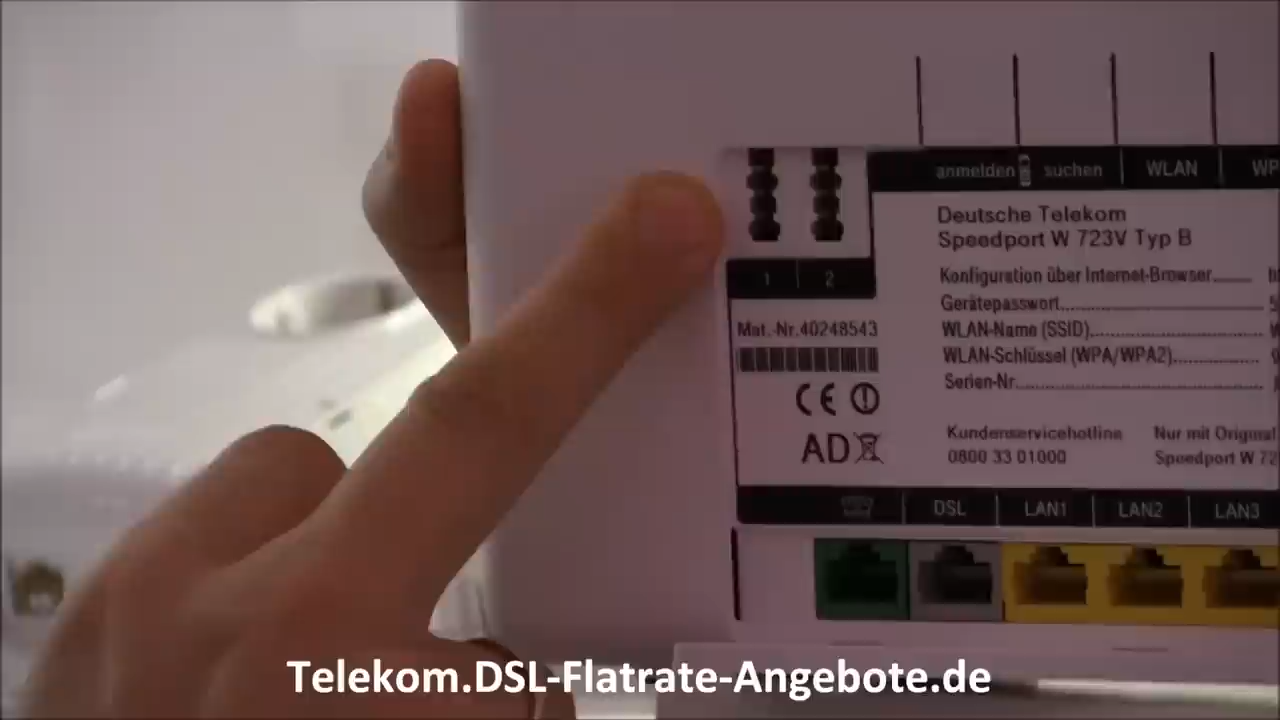 anmelden suchen WLAN
Deutsche Telekom
Speedport W 723V Typ B
Konfiguration über Internet-Browser......
Gerätepasswort
WLAN-Name (SSID)
WLAN-Schlüssel (WPA/WPA2)
Serien-Nr
1 2
Mat.-Nr.40248543
CE
AD
Kundenservicehotline
0800 33 01000
Nur mit Original
Speedport W 72
DSL LAN1 LAN2 LAN3
Telekom.DSL-Flatrate-Angebote.de